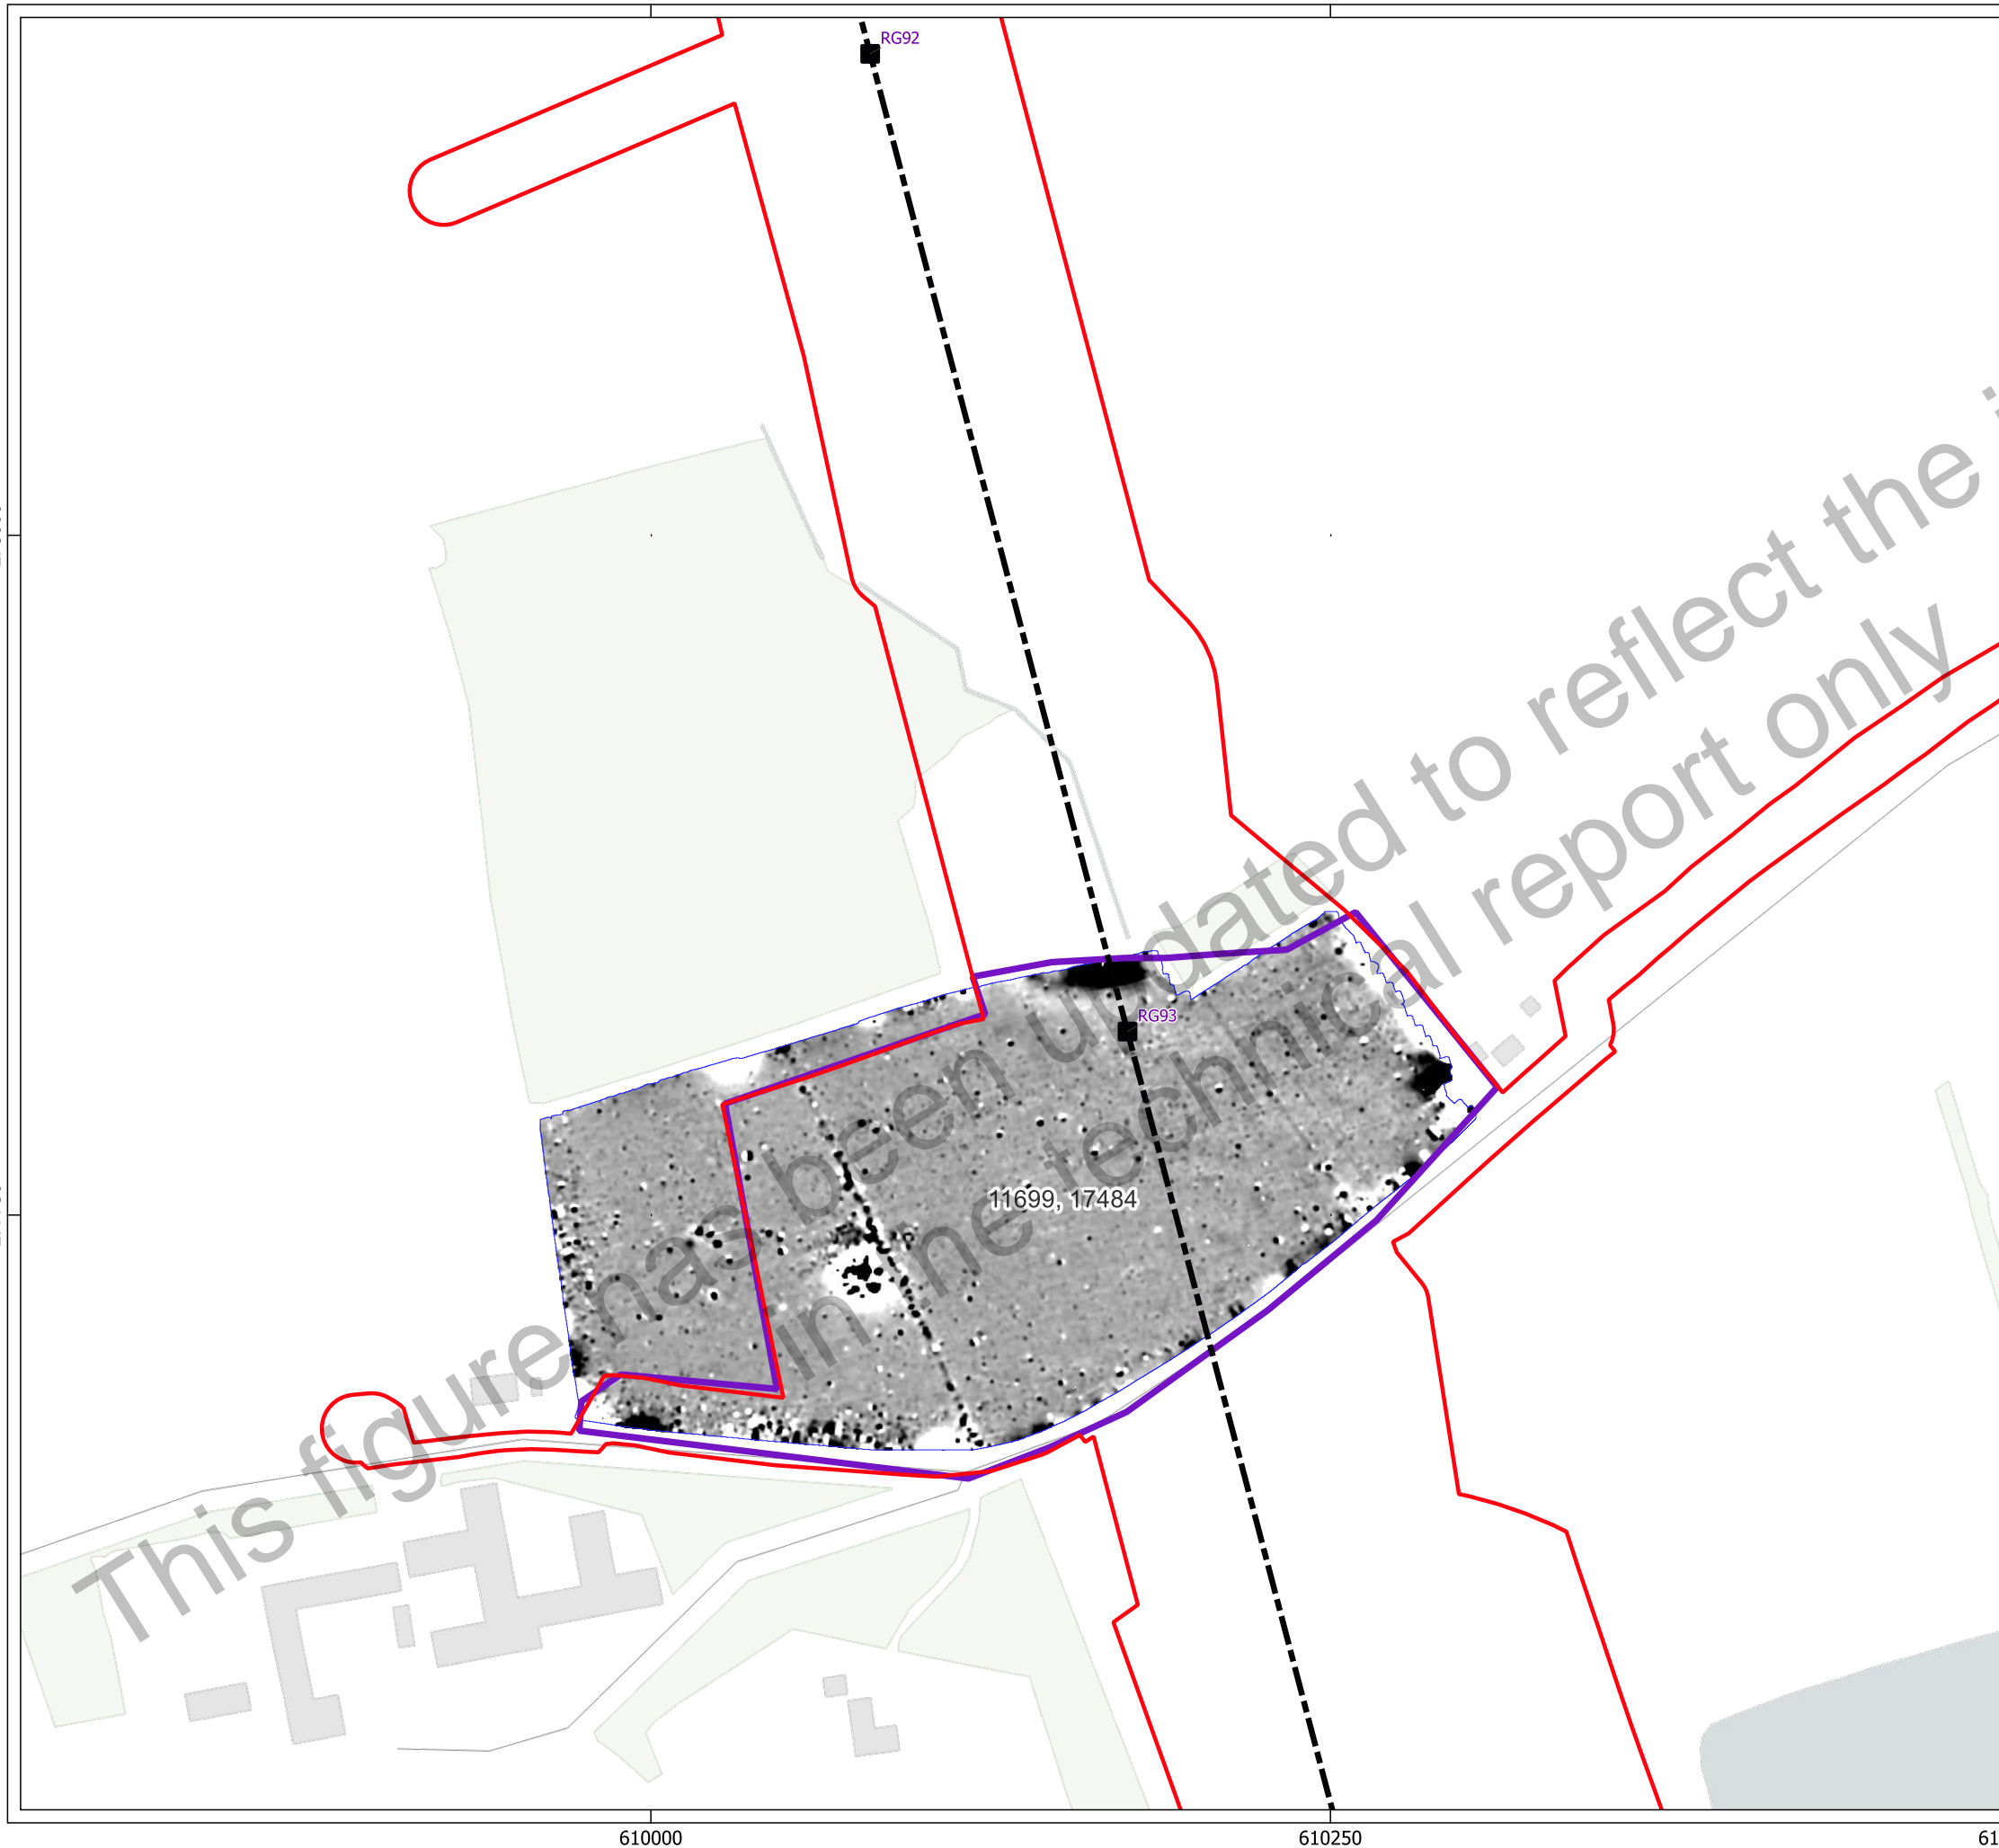 RG92
This figure has been updated to reflect the
in the technical report only
RG93
11699, 17484
610000
610250